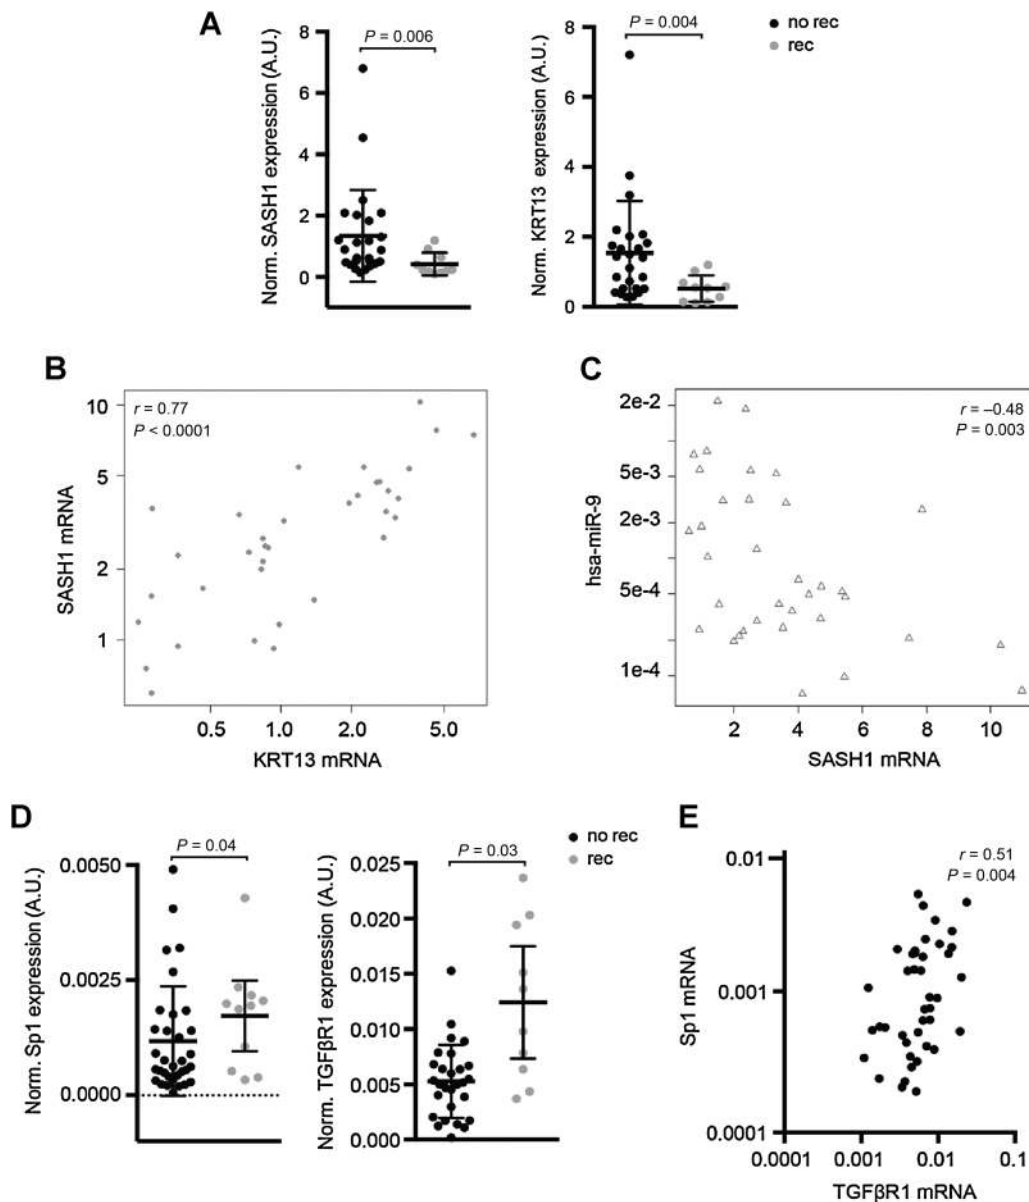 A
Norm. SASH1 expression (A.U.)
8
6
4
2
0
P = 0.006
Norm. KRT13 expression (A.U.)
8
6
4
2
0
P = 0.004
no rec
rec
B
SASH1 mRNA
10
5
2
1
r = 0.77
P < 0.0001
0.5 1.0 2.0 5.0
KRT13 mRNA
C
hsa-miR-9
2e-2
5e-3
2e-3
5e-4
1e-4
r = –0.48
P = 0.003
2 4 6 8 10
SASH1 mRNA
D
Norm. Sp1 expression (A.U.)
0.0050
0.0025
0.0000
P = 0.04
Norm. TGFβR1 expression (A.U.)
0.025
0.020
0.015
0.010
0.005
0.000
P = 0.03
no rec
rec
E
Sp1 mRNA
0.01
0.001
0.0001
r = 0.51
P = 0.004
0.0001 0.001 0.01 0.1
TGFβR1 mRNA